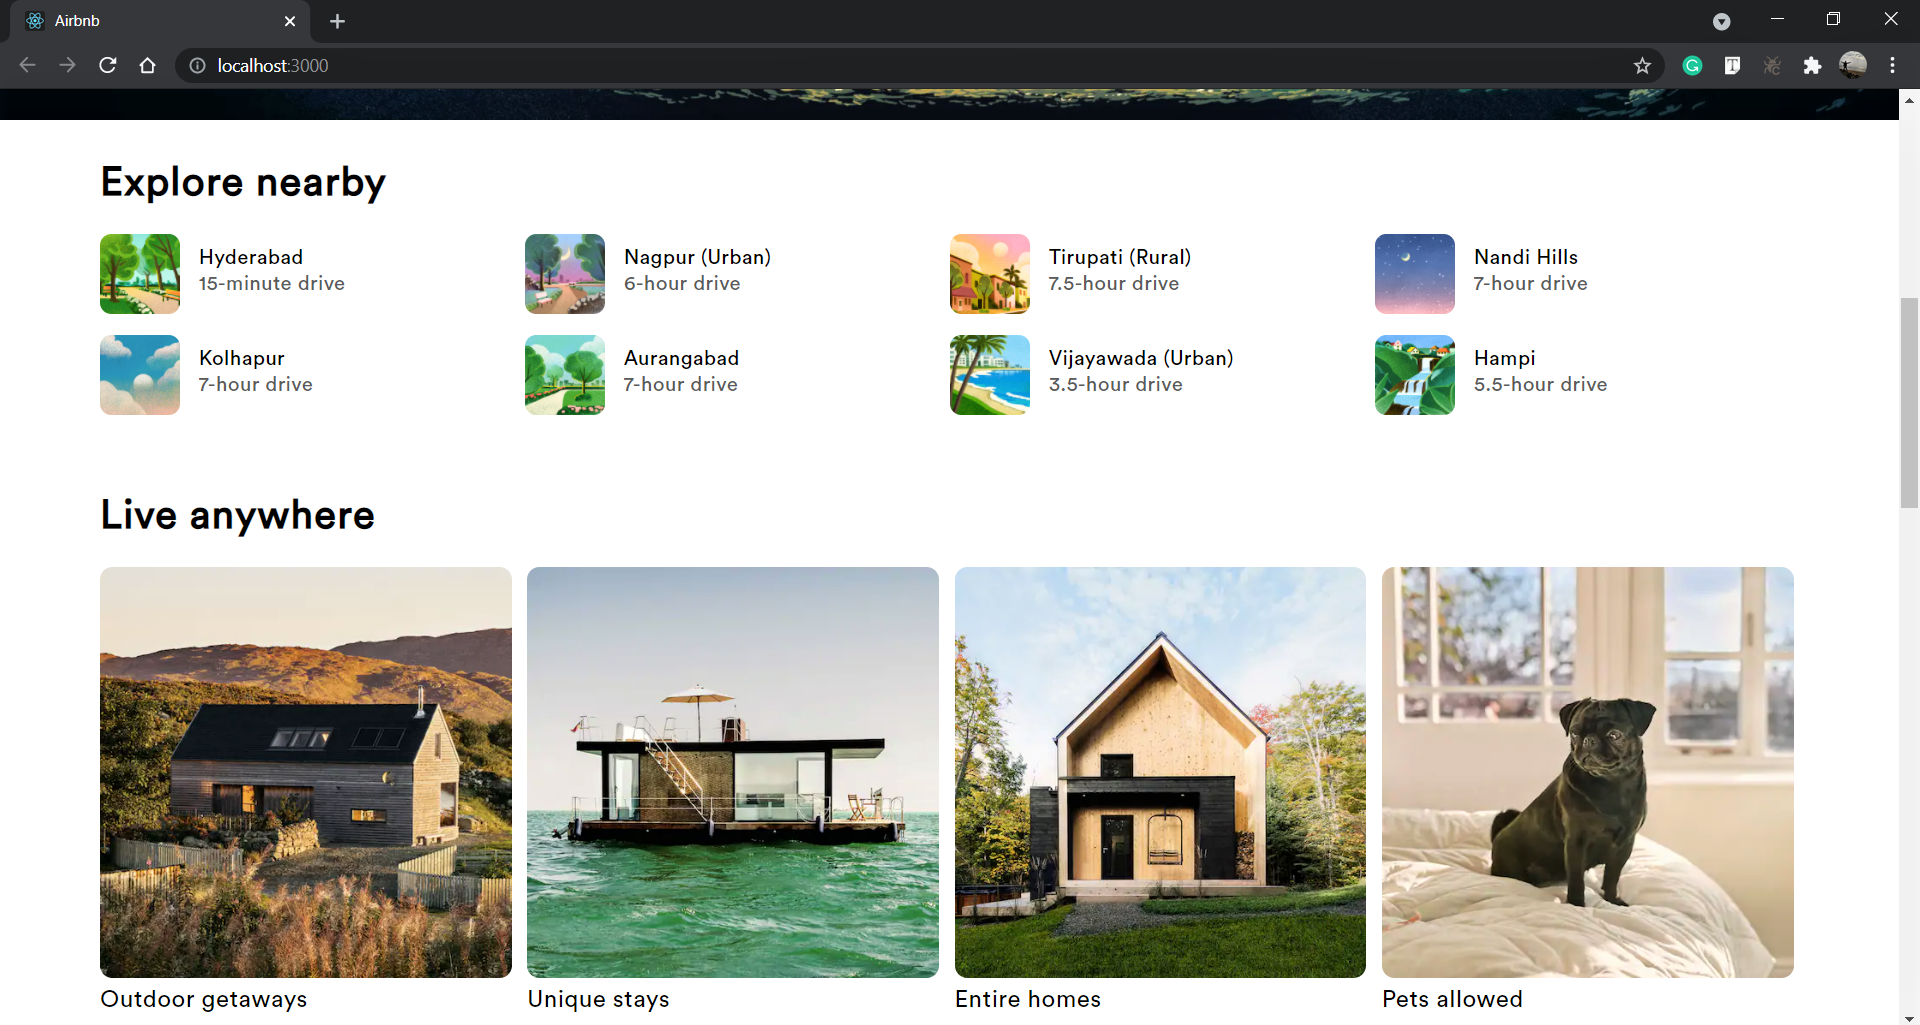 Airbnb
localhost:3000
Explore nearby
Hyderabad
15-minute drive
Nagpur (Urban)
6-hour drive
Tirupati (Rural)
7.5-hour drive
Nandi Hills
7-hour drive
Kolhapur
7-hour drive
Aurangabad
7-hour drive
Vijayawada (Urban)
3.5-hour drive
Hampi
5.5-hour drive
Live anywhere
Outdoor getaways
Unique stays
Entire homes
Pets allowed